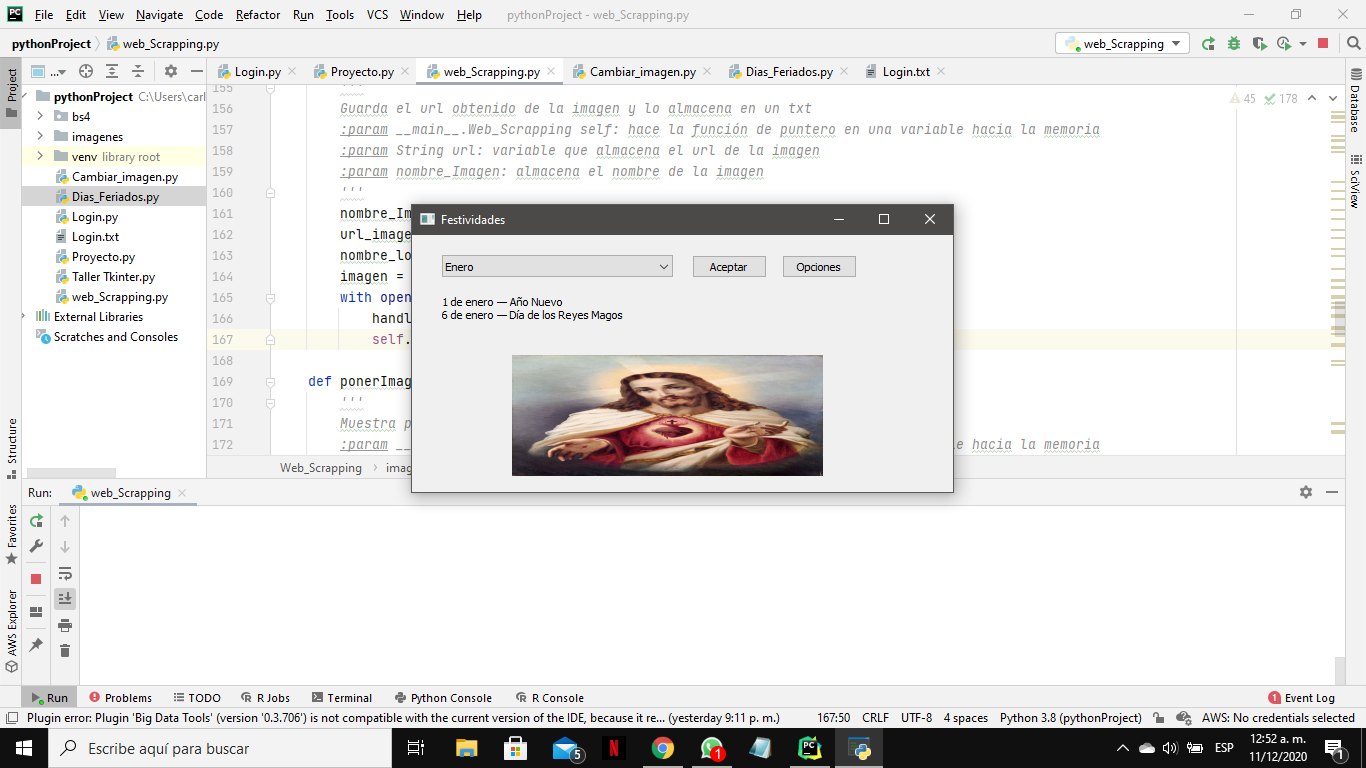 File Edit View Navigate Code Refactor Run Tools VCS Window Help pythonProject - web_Scrapping.py
pythonProject web_Scrapping.py web_Scrapping
Project ...
Login.py Proyecto.py web_Scrapping.py Cambiar_imagen.py Dias_Feriados.py Login.txt
pythonProject C:\Users\carl
bs4
imagenes
venv library root
Cambiar_imagen.py
Dias_Feriados.py
Login.py
Login.txt
Proyecto.py
Taller Tkinter.py
web_Scrapping.py
External Libraries
Scratches and Consoles
45 178
155 '''
156 Guarda el url obtenido de la imagen y lo almacena en un txt
157 :param __main__.Web_Scrapping self: hace la función de puntero en una variable hacia la memoria
158 :param String url: variable que almacena el url de la imagen
159 :param nombre_Imagen: almacena el nombre de la imagen
160 '''
161 nombre_Im
162 url_image
163 nombre_lo
164 imagen =
165 with open
166 handl
167 self.
168
169 def ponerImag
170 '''
171 Muestra p
172 :param __ e hacia la memoria
Web_Scrapping imag
Festividades
Enero Aceptar Opciones
1 de enero — Año Nuevo
6 de enero — Día de los Reyes Magos
Database
SciView
Structure
Favorites
AWS Explorer
Run: web_Scrapping
Run Problems TODO R Jobs Terminal Python Console R Console 1 Event Log
Plugin error: Plugin 'Big Data Tools' (version '0.3.706') is not compatible with the current version of the IDE, because it re... (yesterday 9:11 p. m.) 167:50 CRLF UTF-8 4 spaces Python 3.8 (pythonProject) AWS: No credentials selected
Escribe aquí para buscar 5 N 1 PC ESP 12:52 a. m.
11/12/2020 1